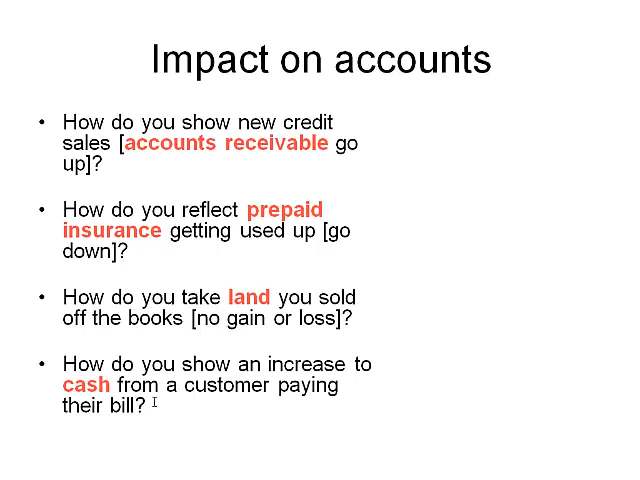 Impact on accounts
• How do you show new credit
sales [accounts receivable go
up]?
• How do you reflect prepaid
insurance getting used up [go
down]?
• How do you take land you sold
off the books [no gain or loss]?
• How do you show an increase to
cash from a customer paying
their bill?